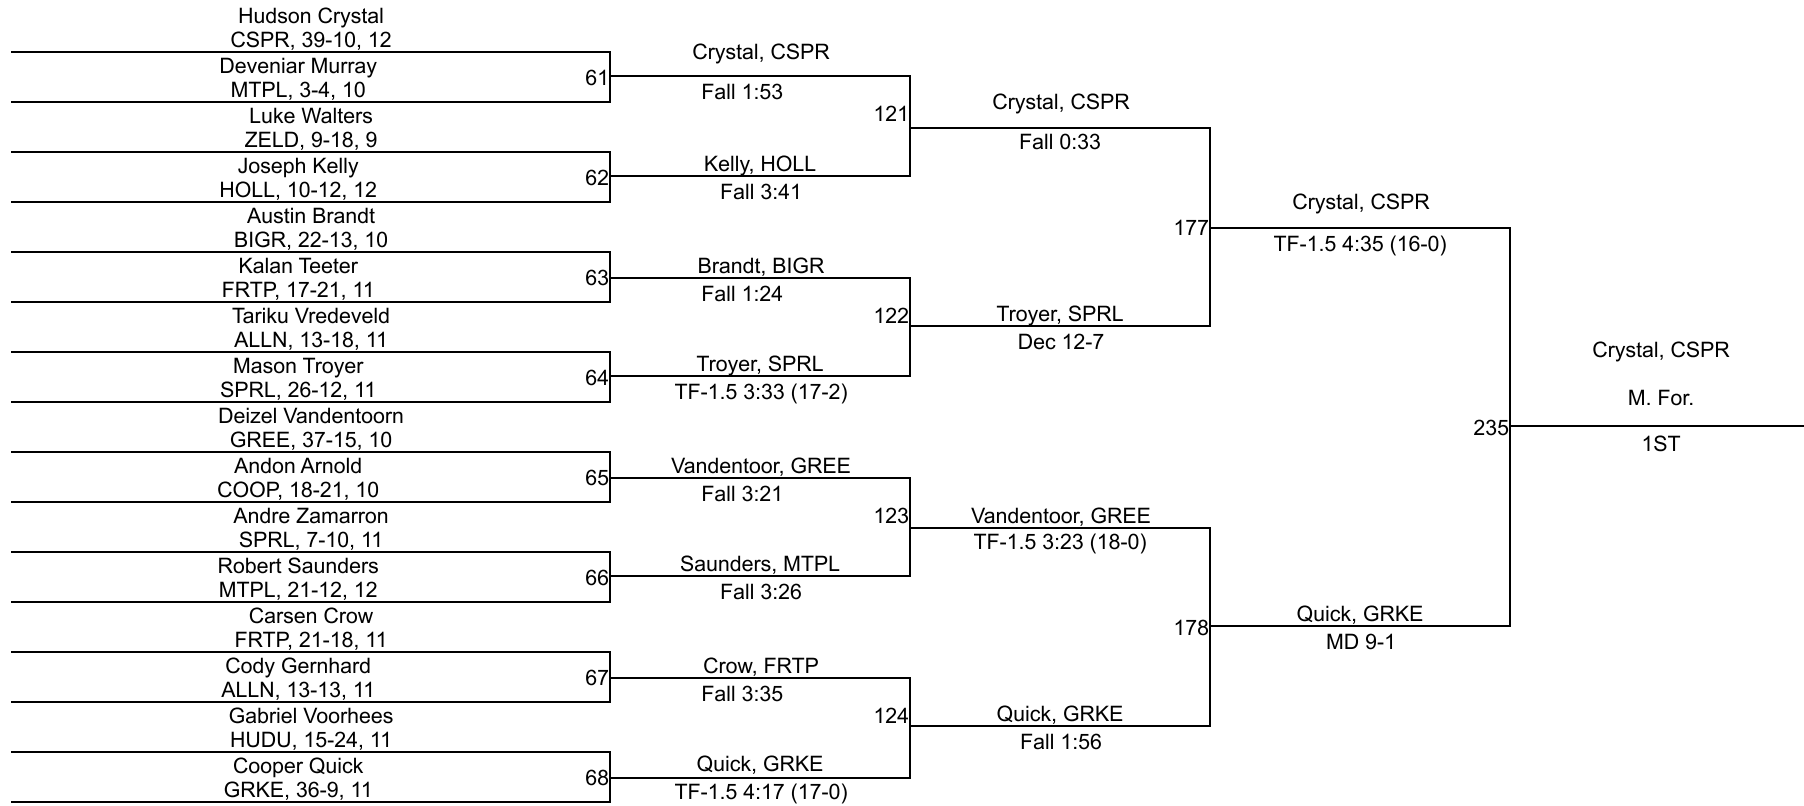 Hudson Crystal
CSPR, 39-10, 12
Deveniar Murray
MTPL, 3-4, 10
Luke Walters
ZELD, 9-18, 9
Joseph Kelly
HOLL, 10-12, 12
Austin Brandt
BIGR, 22-13, 10
Kalan Teeter
FRTP, 17-21, 11
Tariku Vredeveld
ALLN, 13-18, 11
Mason Troyer
SPRL, 26-12, 11
Deizel Vandentoorn
GREE, 37-15, 10
Andon Arnold
COOP, 18-21, 10
Andre Zamarron
SPRL, 7-10, 11
Robert Saunders
MTPL, 21-12, 12
Carsen Crow
FRTP, 21-18, 11
Cody Gernhard
ALLN, 13-13, 11
Gabriel Voorhees
HUDU, 15-24, 11
Cooper Quick
GRKE, 36-9, 11
61
62
63
64
65
66
67
68
Crystal, CSPR
Fall 1:53
Kelly, HOLL
Fall 3:41
Brandt, BIGR
Fall 1:24
Troyer, SPRL
TF-1.5 3:33 (17-2)
Vandentoor, GREE
Fall 3:21
Saunders, MTPL
Fall 3:26
Crow, FRTP
Fall 3:35
Quick, GRKE
TF-1.5 4:17 (17-0)
121
122
123
124
Crystal, CSPR
Fall 0:33
Troyer, SPRL
Dec 12-7
Vandentoor, GREE
TF-1.5 3:23 (18-0)
Quick, GRKE
Fall 1:56
177
178
Crystal, CSPR
TF-1.5 4:35 (16-0)
Quick, GRKE
MD 9-1
235
Crystal, CSPR
M. For.
1ST